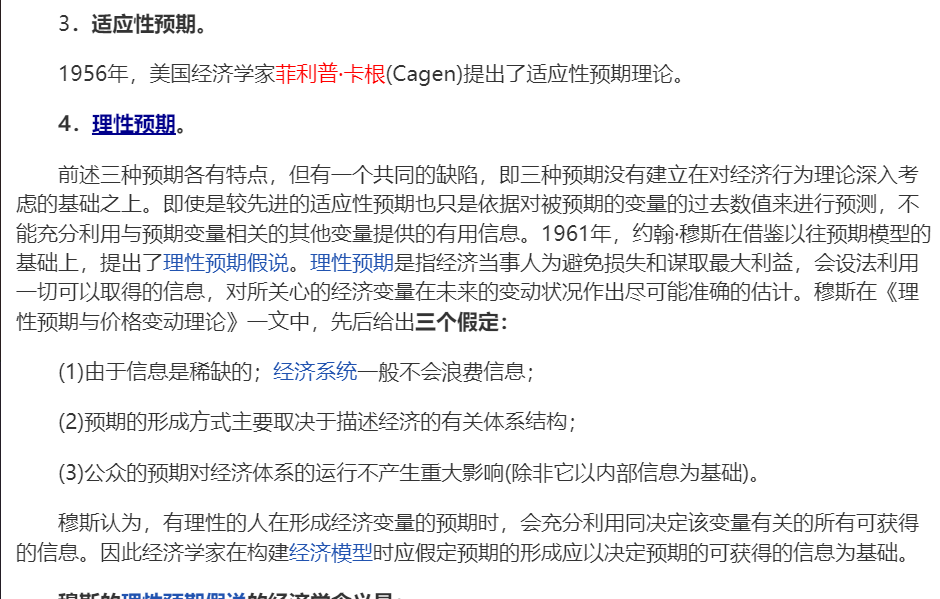 3．适应性预期。
1956年，美国经济学家菲利普·卡根(Cagen)提出了适应性预期理论。
4．理性预期。
前述三种预期各有特点，但有一个共同的缺陷，即三种预期没有建立在对经济行为理论深入考
虑的基础之上。即使是较先进的适应性预期也只是依据对被预期的变量的过去数值来进行预测，不
能充分利用与预期变量相关的其他变量提供的有用信息。1961年，约翰·穆斯在借鉴以往预期模型的
基础上，提出了理性预期假说。理性预期是指经济当事人为避免损失和谋取最大利益，会设法利用
一切可以取得的信息，对所关心的经济变量在未来的变动状况作出尽可能准确的估计。穆斯在《理
性预期与价格变动理论》一文中，先后给出三个假定：
(1)由于信息是稀缺的；经济系统一般不会浪费信息；
(2)预期的形成方式主要取决于描述经济的有关体系结构；
(3)公众的预期对经济体系的运行不产生重大影响(除非它以内部信息为基础)。
穆斯认为，有理性的人在形成经济变量的预期时，会充分利用同决定该变量有关的所有可获得
的信息。因此经济学家在构建经济模型时应假定预期的形成应以决定预期的可获得的信息为基础。
穆斯的理性预期假说的经济学含义是：